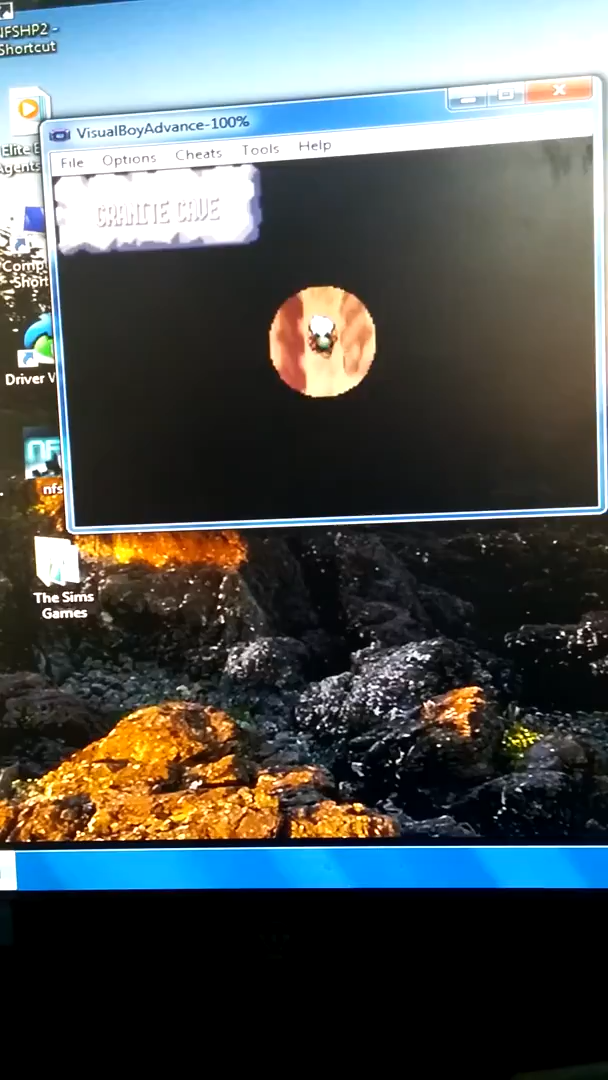 NFSHP2 -
Shortcut
VisualBoyAdvance-100%
File Options Cheats Tools Help
Elite
Agents
GRANITE CAVE
Comp
Short
Driver
nfs
The Sims
Games